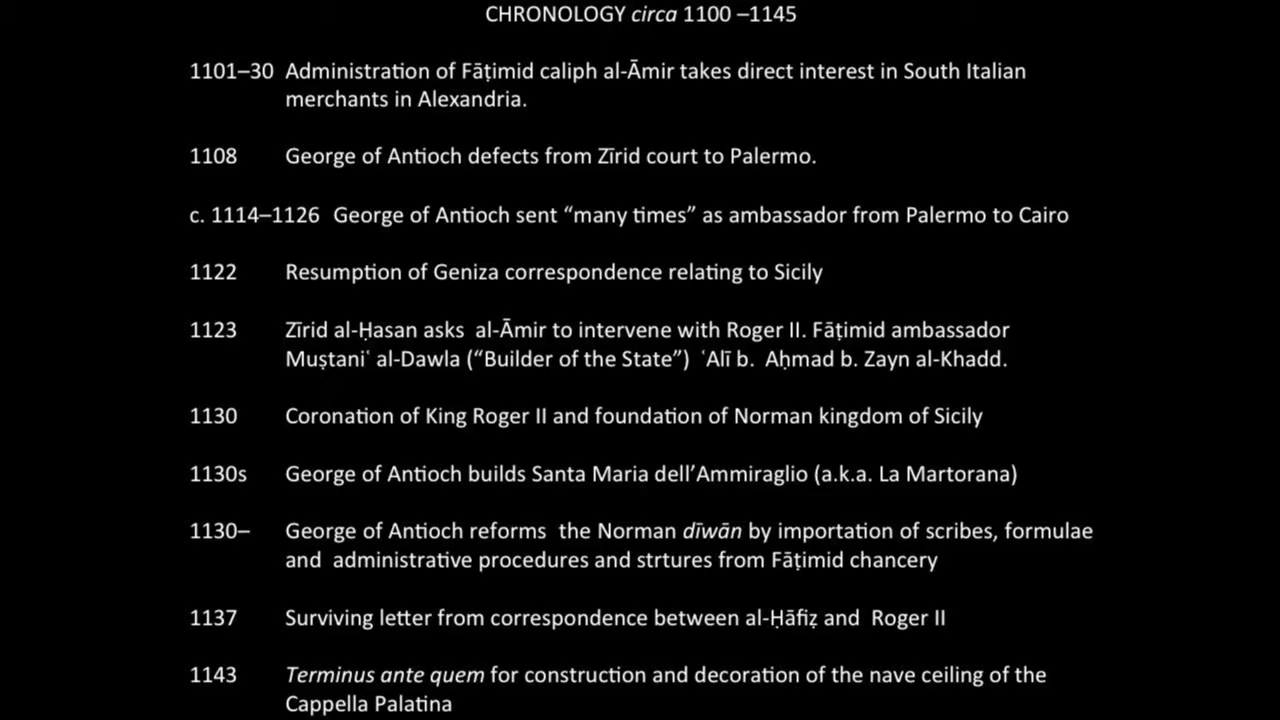 CHRONOLOGY circa 1100 –1145
1101–30 Administration of Fāṭimid caliph al-Āmir takes direct interest in South Italian
merchants in Alexandria.
1108 George of Antioch defects from Zīrid court to Palermo.
c. 1114–1126 George of Antioch sent “many times” as ambassador from Palermo to Cairo
1122 Resumption of Geniza correspondence relating to Sicily
1123 Zīrid al-Ḥasan asks al-Āmir to intervene with Roger II. Fāṭimid ambassador
Muṣtaniʿ al-Dawla (“Builder of the State”) ʿAlī b. Aḥmad b. Zayn al-Khadd.
1130 Coronation of King Roger II and foundation of Norman kingdom of Sicily
1130s George of Antioch builds Santa Maria dell’Ammiraglio (a.k.a. La Martorana)
1130– George of Antioch reforms the Norman dīwān by importation of scribes, formulae
and administrative procedures and strtures from Fāṭimid chancery
1137 Surviving letter from correspondence between al-Ḥāfiẓ and Roger II
1143 Terminus ante quem for construction and decoration of the nave ceiling of the
Cappella Palatina